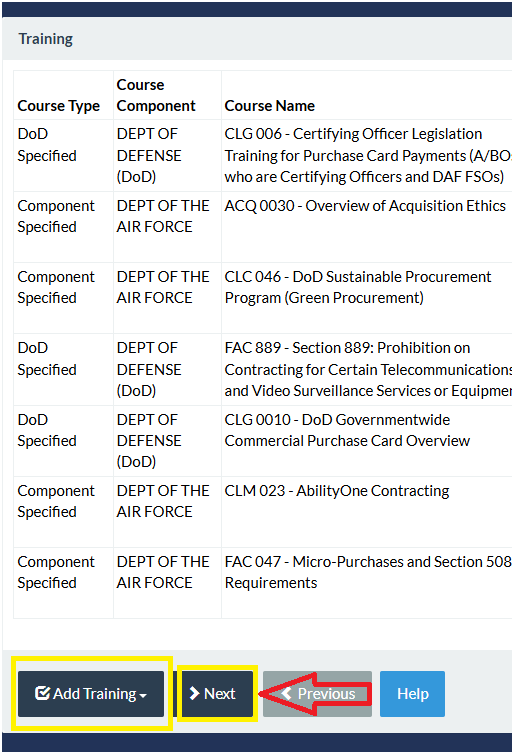 Training
Course Type
Course
Component
Course Name
DoD
Specified
DEPT OF
DEFENSE
(DoD)
CLG 006 - Certifying Officer Legislation
Training for Purchase Card Payments (A/BOs
who are Certifying Officers and DAF FSOs)
Component
Specified
DEPT OF THE
AIR FORCE
ACQ 0030 - Overview of Acquisition Ethics
Component
Specified
DEPT OF THE
AIR FORCE
CLC 046 - DoD Sustainable Procurement
Program (Green Procurement)
DoD
Specified
DEPT OF
DEFENSE
(DoD)
FAC 889 - Section 889: Prohibition on
Contracting for Certain Telecommunications
and Video Surveillance Services or Equipmen
DoD
Specified
DEPT OF
DEFENSE
(DoD)
CLG 0010 - DoD Governmentwide
Commercial Purchase Card Overview
Component
Specified
DEPT OF THE
AIR FORCE
CLM 023 - AbilityOne Contracting
Component
Specified
DEPT OF THE
AIR FORCE
FAC 047 - Micro-Purchases and Section 508
Requirements
Add Training
Next
Previous
Help